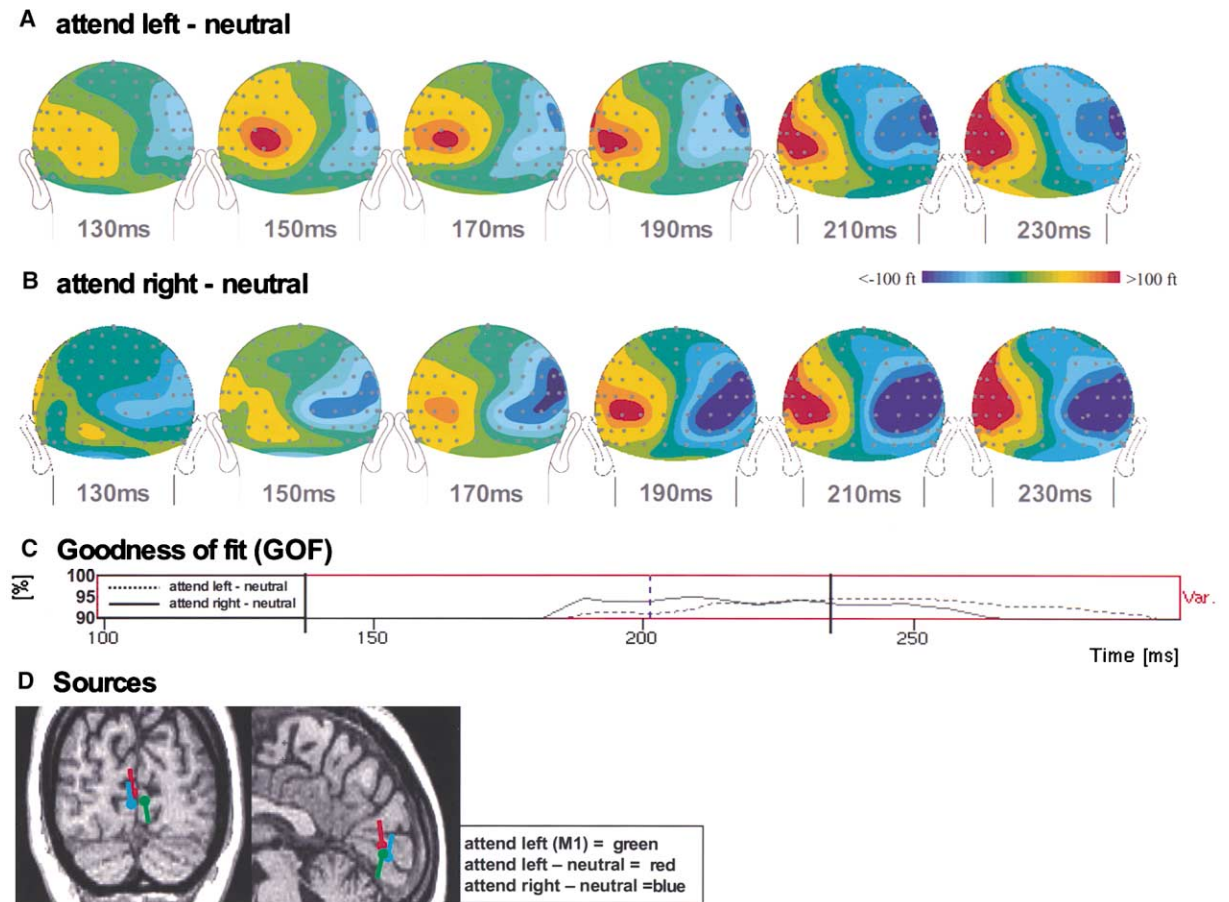 A attend left - neutral
130ms 150ms 170ms 190ms 210ms 230ms
B attend right - neutral
<-100 ft >100 ft
130ms 150ms 170ms 190ms 210ms 230ms
C Goodness of fit (GOF)
[%]
100
95
90
attend left - neutral
attend right - neutral
Var.
100 150 200 250
Time [ms]
D Sources
attend left (M1) = green
attend left – neutral = red
attend right – neutral =blue